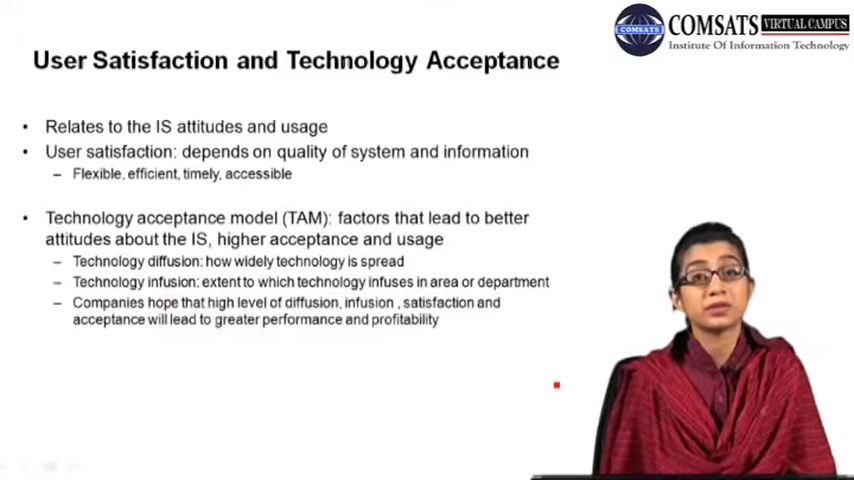 COMSATS VIRTUAL CAMPUS
COMSATS
Institute Of Information Technology
User Satisfaction and Technology Acceptance
• Relates to the IS attitudes and usage
• User satisfaction: depends on quality of system and information
– Flexible, efficient, timely, accessible
• Technology acceptance model (TAM): factors that lead to better
attitudes about the IS, higher acceptance and usage
– Technology diffusion: how widely technology is spread
– Technology infusion: extent to which technology infuses in area or department
– Companies hope that high level of diffusion, infusion , satisfaction and
acceptance will lead to greater performance and profitability